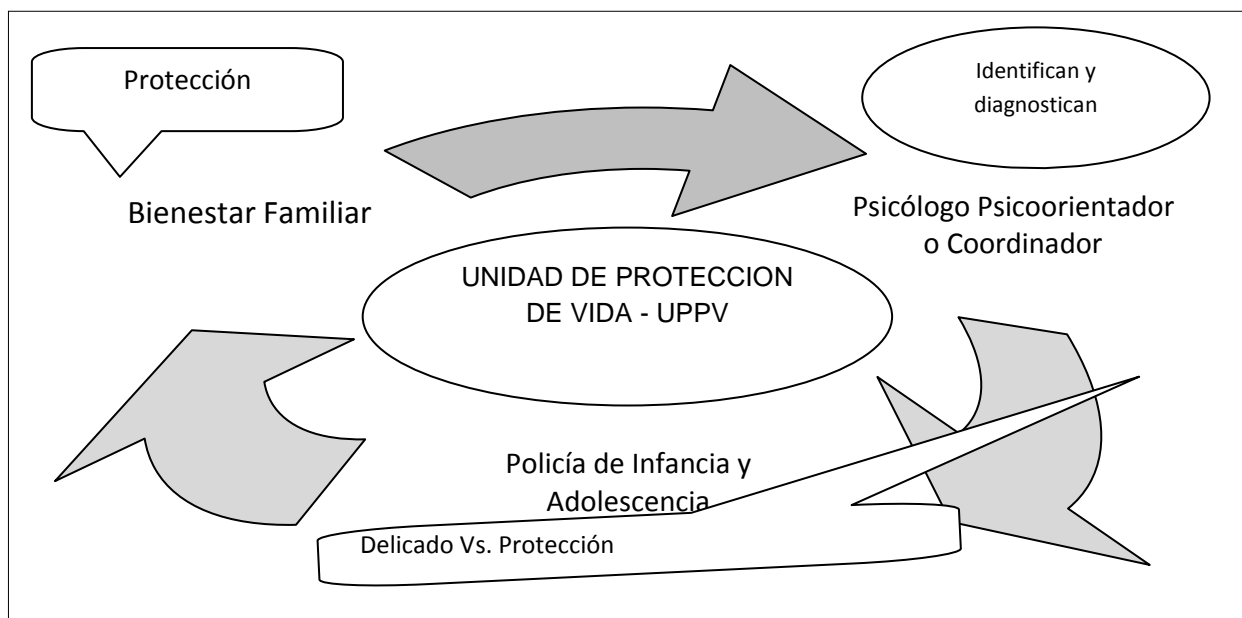 Protección
Identifican y
diagnostican
Bienestar Familiar
Psicólogo Psicoorientador
o Coordinador
UNIDAD DE PROTECCION
DE VIDA - UPPV
Policía de Infancia y
Adolescencia
Delicado Vs. Protección